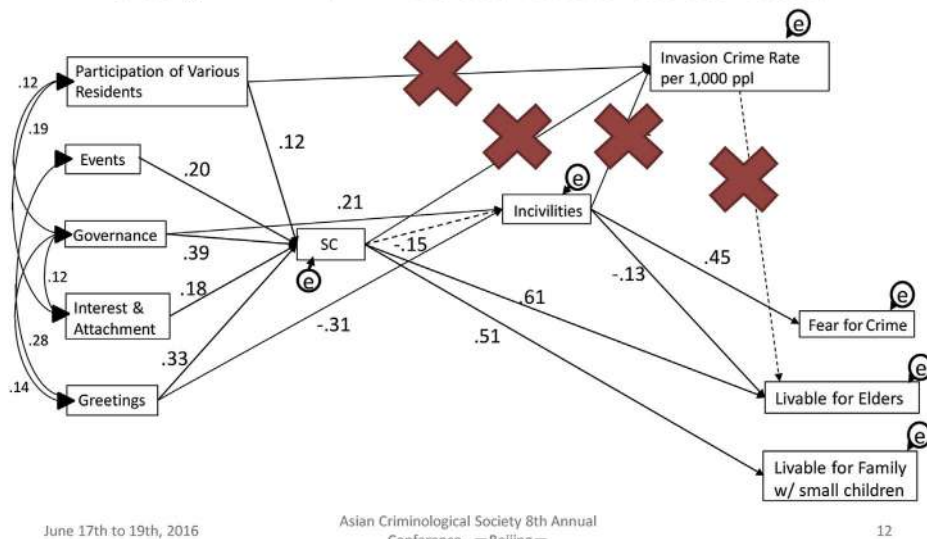 e
Invasion Crime Rate
per 1,000 ppl
Participation of Various
Residents
.12
.19
.12
Events
.20
e
Incivilities
.21
Governance
SC
-.15
.39
e
.12
.18
-.13
.45
Interest &
Attachment
-.31
.61
e
.51
Fear for Crime
.28
.33
e
.14
Greetings
Livable for Elders
e
Livable for Family
w/ small children
June 17th to 19th, 2016
Asian Criminological Society 8th Annual
12